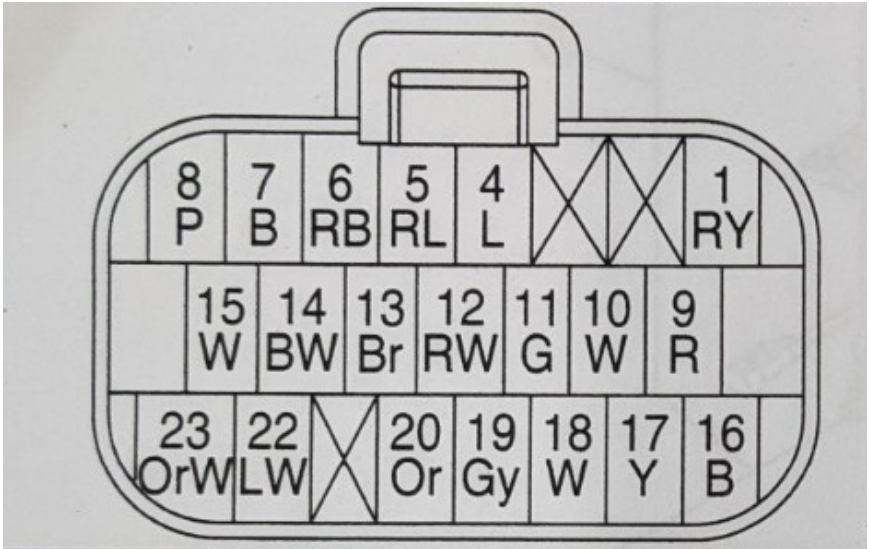 8 7 6 5 4 1
P B RB RL L RY
15 14 13 12 11 10 9
W BW Br RW G W R
23 22 20 19 18 17 16
OrW LW Or Gy W Y B